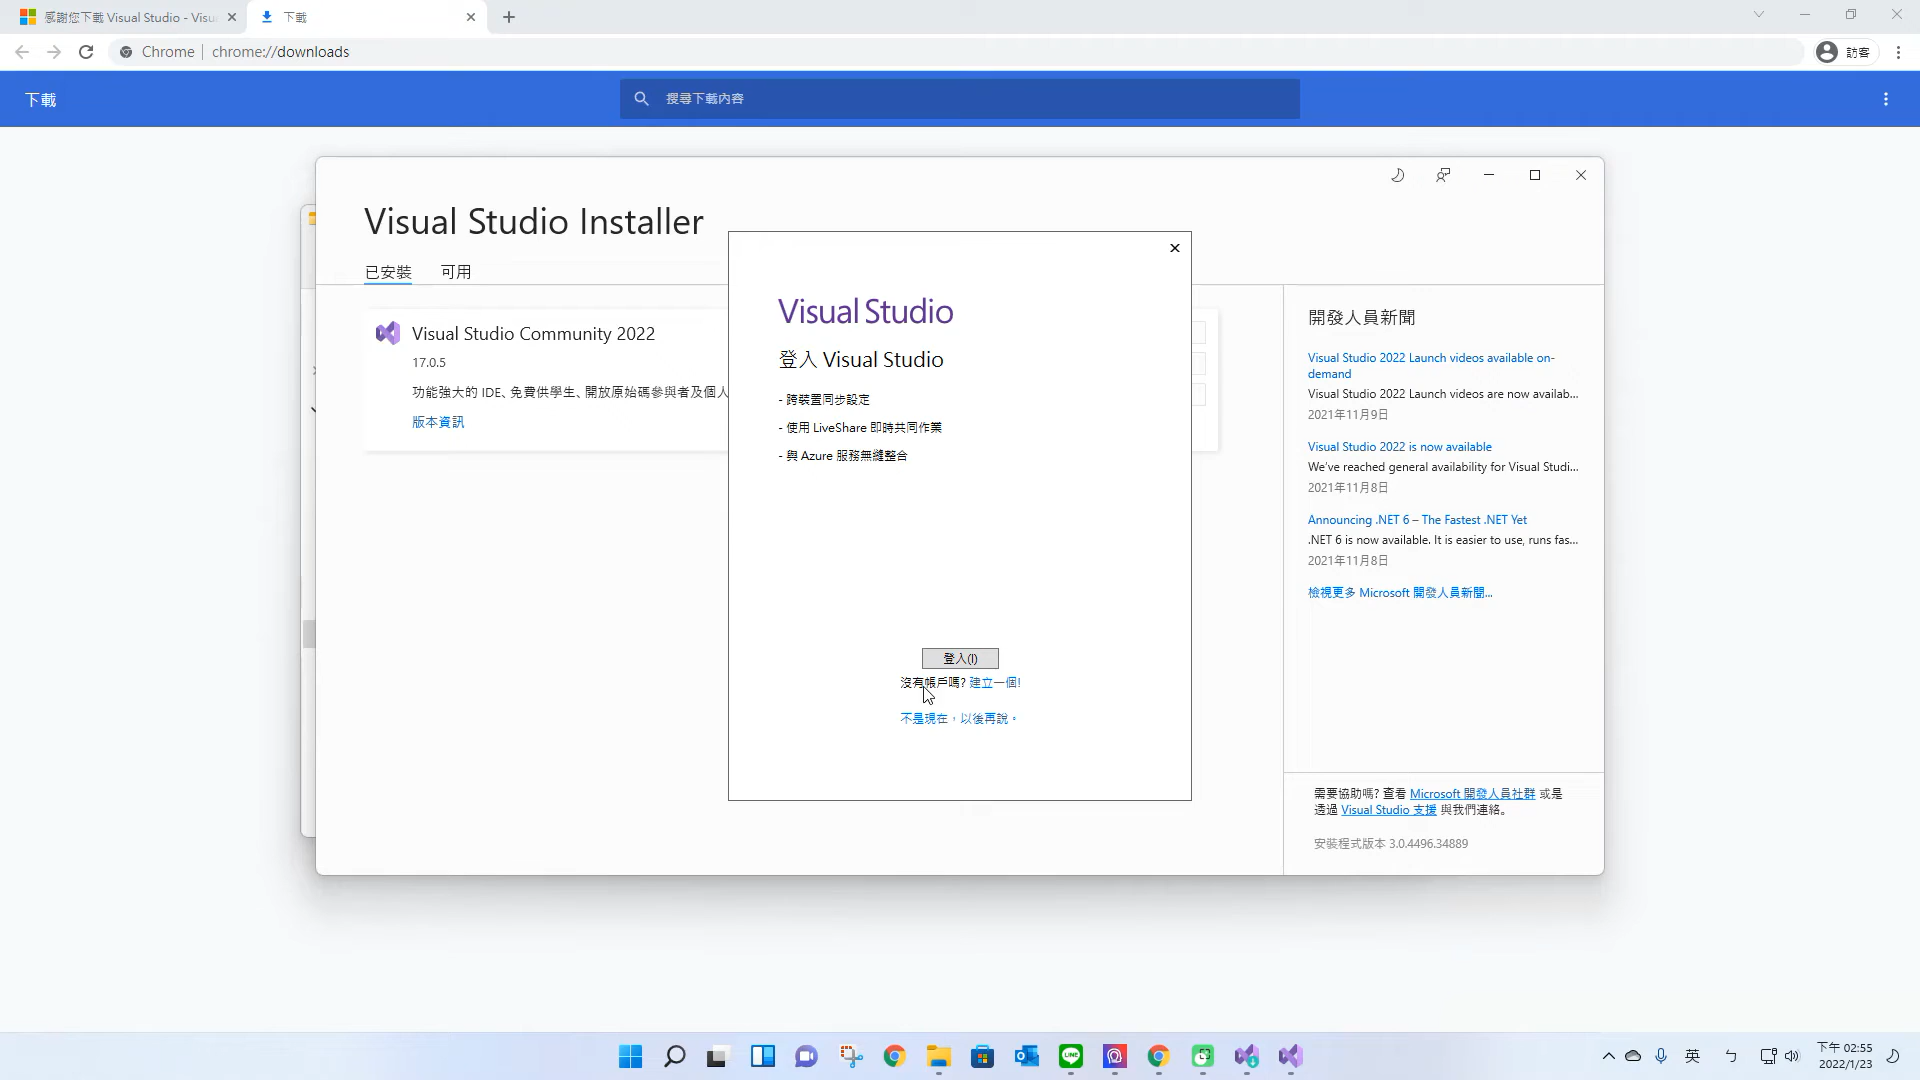 感謝您下載 Visual Studio - Visu
下載
Chrome | chrome://downloads
訪客
下載
搜尋下載內容
Visual Studio Installer
已安裝
可用
Visual Studio Community 2022
17.0.5
功能強大的 IDE、免費供學生、開放原始碼參與者及個人
版本資訊
Visual Studio
登入 Visual Studio
- 跨裝置同步設定
- 使用 LiveShare 即時共同作業
- 與 Azure 服務無縫整合
登入(I)
沒有帳戶嗎? 建立一個!
不是現在，以後再說。
開發人員新聞
Visual Studio 2022 Launch videos available on-
demand
Visual Studio 2022 Launch videos are now availab...
2021年11月9日
Visual Studio 2022 is now available
We've reached general availability for Visual Studi...
2021年11月8日
Announcing .NET 6 – The Fastest .NET Yet
.NET 6 is now available. It is easier to use, runs fas...
2021年11月8日
檢視更多 Microsoft 開發人員新聞...
需要協助嗎? 查看 Microsoft 開發人員社群 或是
透過 Visual Studio 支援 與我們連絡。
安裝程式版本 3.0.4496.34889
LINE
英
ㄅ
下午 02:55
2022/1/23